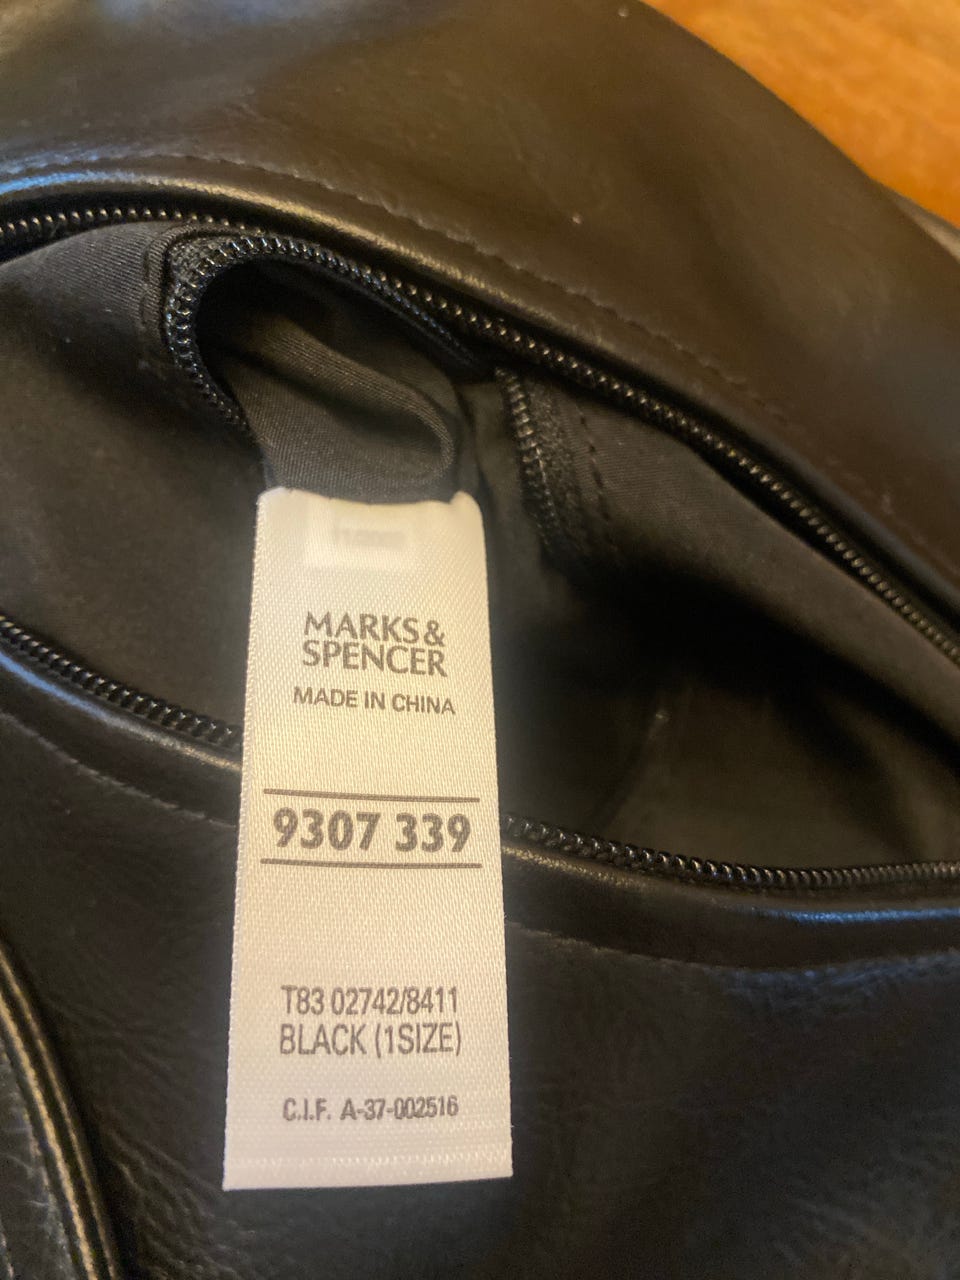 MARKS &
SPENCER
MADE IN CHINA
9307 339
T83 02742/8411
BLACK (1SIZE)
C.I.F. A-37-002516